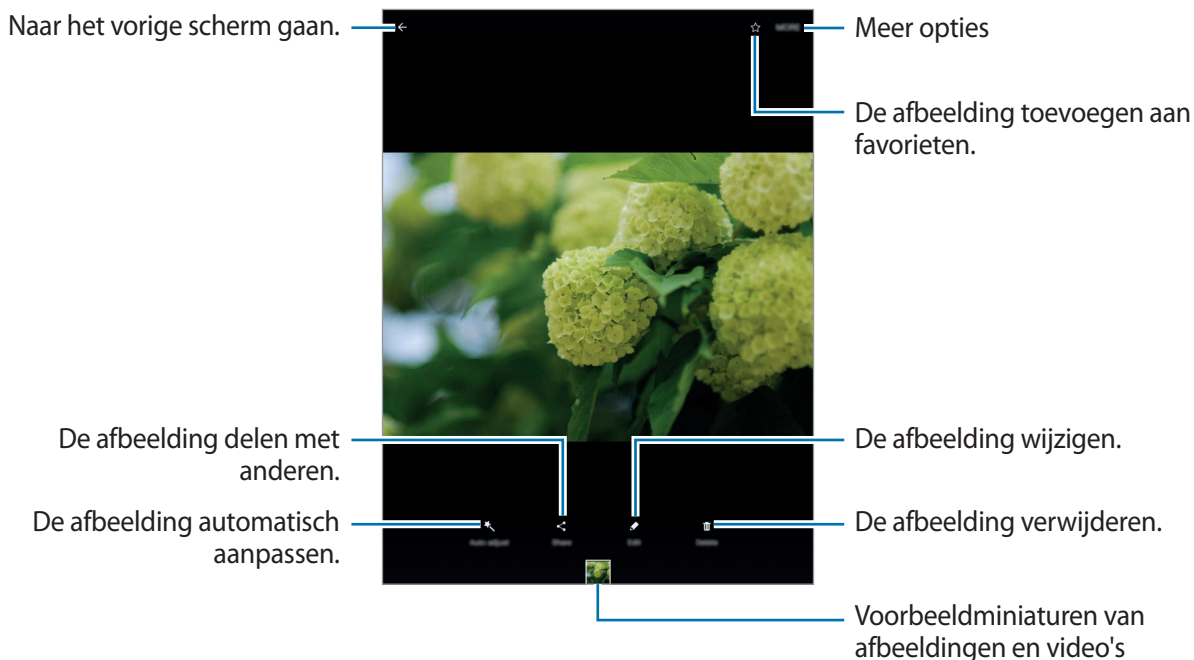 Naar het vorige scherm gaan.
MORE
Meer opties
De afbeelding toevoegen aan
favorieten.
De afbeelding delen met
anderen.
De afbeelding wijzigen.
De afbeelding automatisch
aanpassen.
De afbeelding verwijderen.
Auto adjust
Share
Edit
Delete
Voorbeeldminiaturen van
afbeeldingen en video's